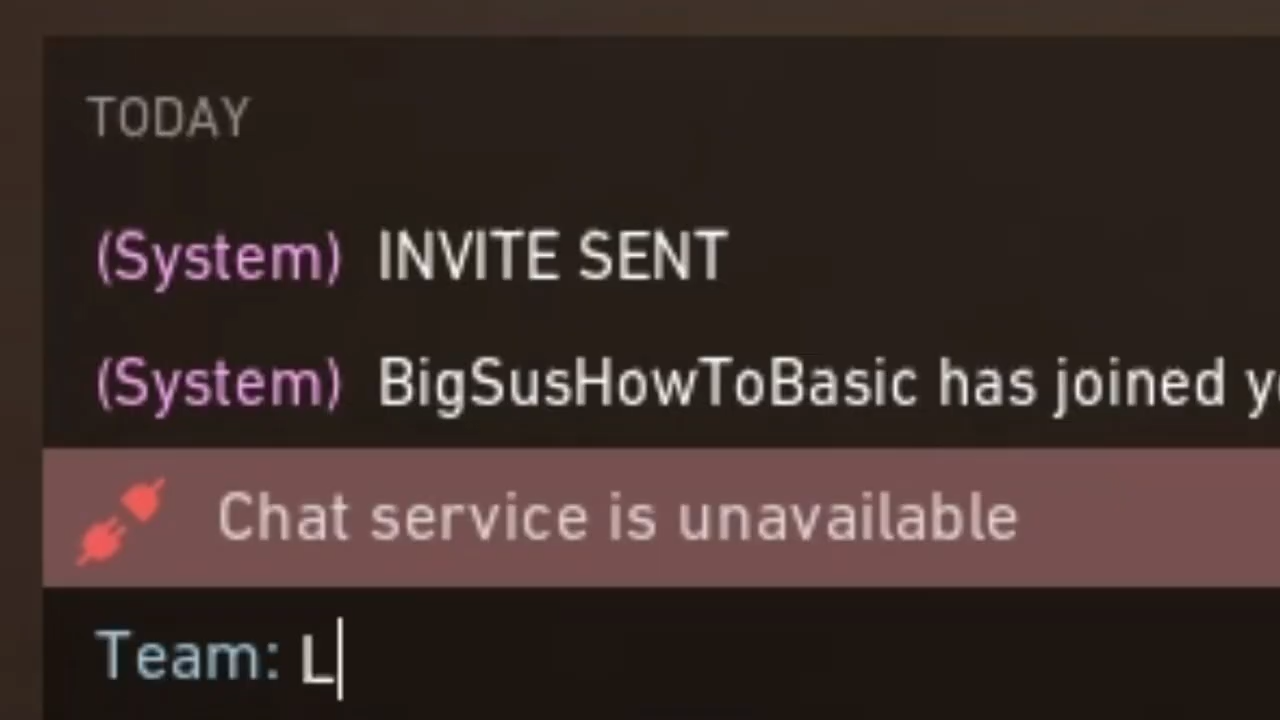 TODAY
(System) INVITE SENT
(System) BigSusHowToBasic has joined
Chat service is unavailable
Team: L